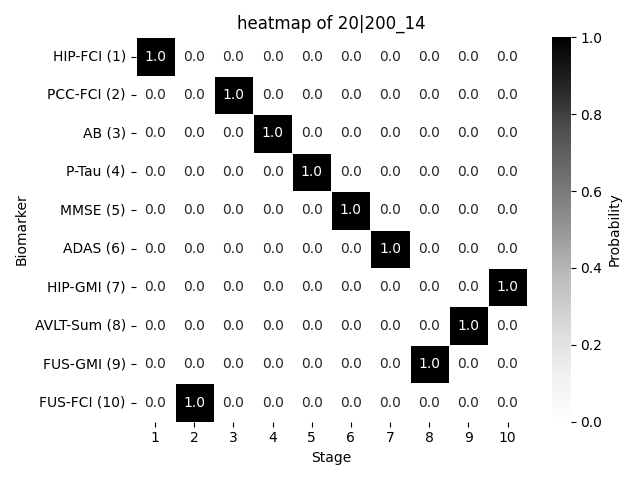 heatmap of 20|200_14
HIP-FCI (1) 1.0 0.0 0.0 0.0 0.0 0.0 0.0 0.0 0.0 0.0
PCC-FCI (2) 0.0 0.0 1.0 0.0 0.0 0.0 0.0 0.0 0.0 0.0
AB (3) 0.0 0.0 0.0 1.0 0.0 0.0 0.0 0.0 0.0 0.0
P-Tau (4) 0.0 0.0 0.0 0.0 1.0 0.0 0.0 0.0 0.0 0.0
MMSE (5) 0.0 0.0 0.0 0.0 0.0 1.0 0.0 0.0 0.0 0.0
ADAS (6) 0.0 0.0 0.0 0.0 0.0 0.0 1.0 0.0 0.0 0.0
HIP-GMI (7) 0.0 0.0 0.0 0.0 0.0 0.0 0.0 0.0 0.0 1.0
AVLT-Sum (8) 0.0 0.0 0.0 0.0 0.0 0.0 0.0 0.0 1.0 0.0
FUS-GMI (9) 0.0 0.0 0.0 0.0 0.0 0.0 0.0 1.0 0.0 0.0
FUS-FCI (10) 0.0 1.0 0.0 0.0 0.0 0.0 0.0 0.0 0.0 0.0
1 2 3 4 5 6 7 8 9 10
Stage
Biomarker
1.0
0.8
0.6
0.4
0.2
0.0
Probability